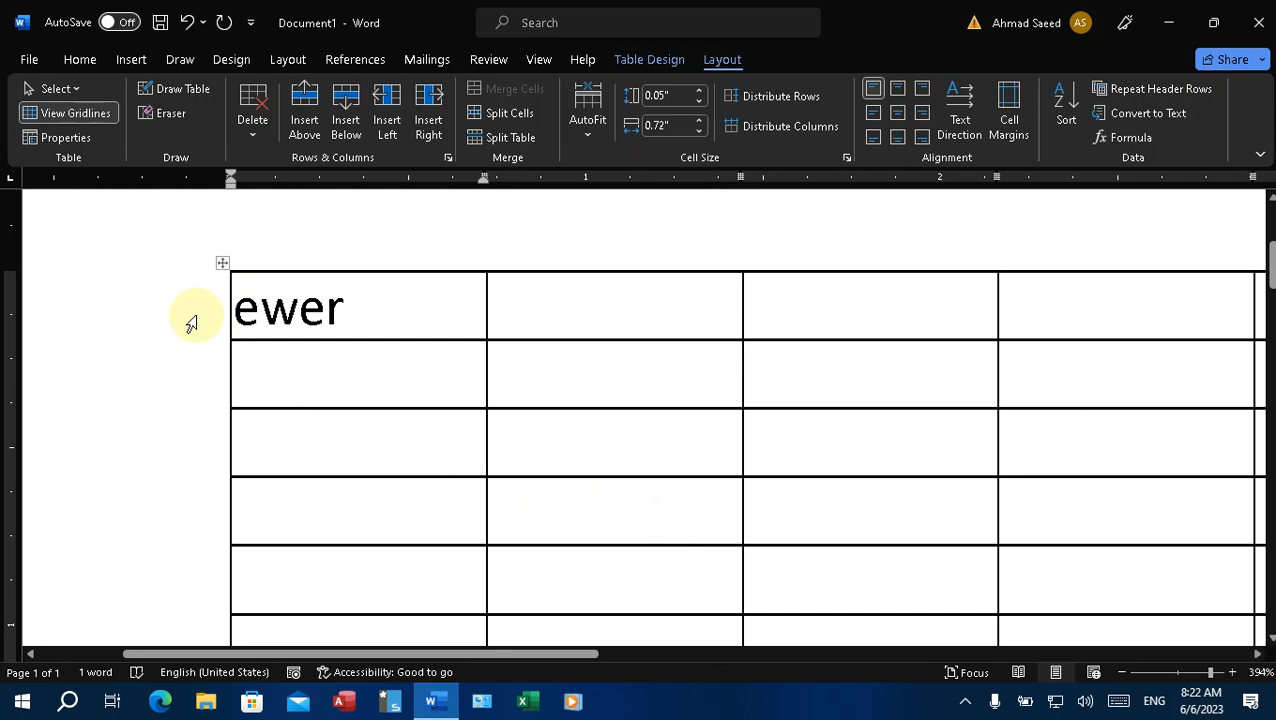 AutoSave Off Document1 - Word Search Ahmad Saeed AS
File Home Insert Draw Design Layout References Mailings Review View Help Table Design Layout Share
Select Draw Table Merge Cells 0.05" Distribute Rows Repeat Header Rows
View Gridlines Eraser Delete Insert Above Insert Below Insert Left Insert Right Split Cells AutoFit Text Direction Cell Margins Sort Convert to Text
Properties Split Table 0.72" Distribute Columns Formula
Table Draw Rows & Columns Merge Cell Size Alignment Data
1 2
ewer
1
Page 1 of 1 1 word English (United States) Accessibility: Good to go Focus 394%
ENG 8:22 AM
6/6/2023